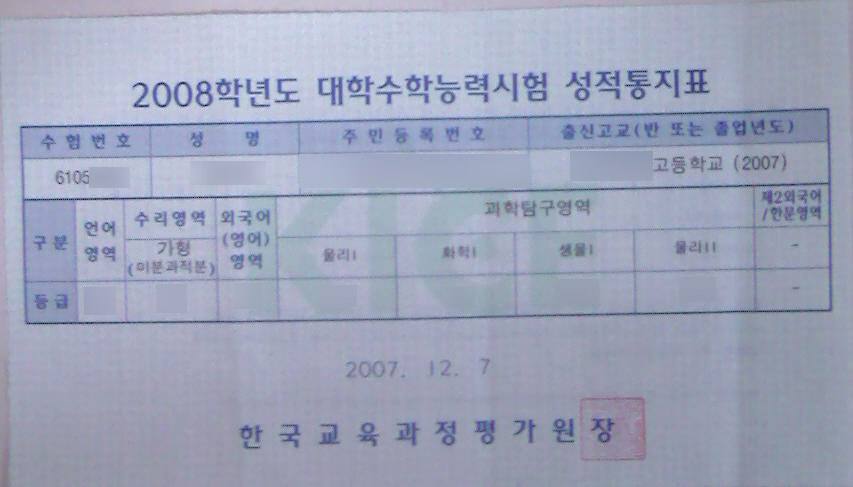 2008학년도 대학수학능력시험 성적통지표
수험번호 성명 주민등록번호 출신고교(반 또는 졸업년도)
6105 고등학교 (2007)
구분 언어영역 수리영역 외국어(영어)영역 과학탐구영역 제2외국어/한문영역
가형(미분과적분) 물리I 화학I 생물I 물리II -
등급 -
KICE
2007. 12. 7
한국교육과정평가원장